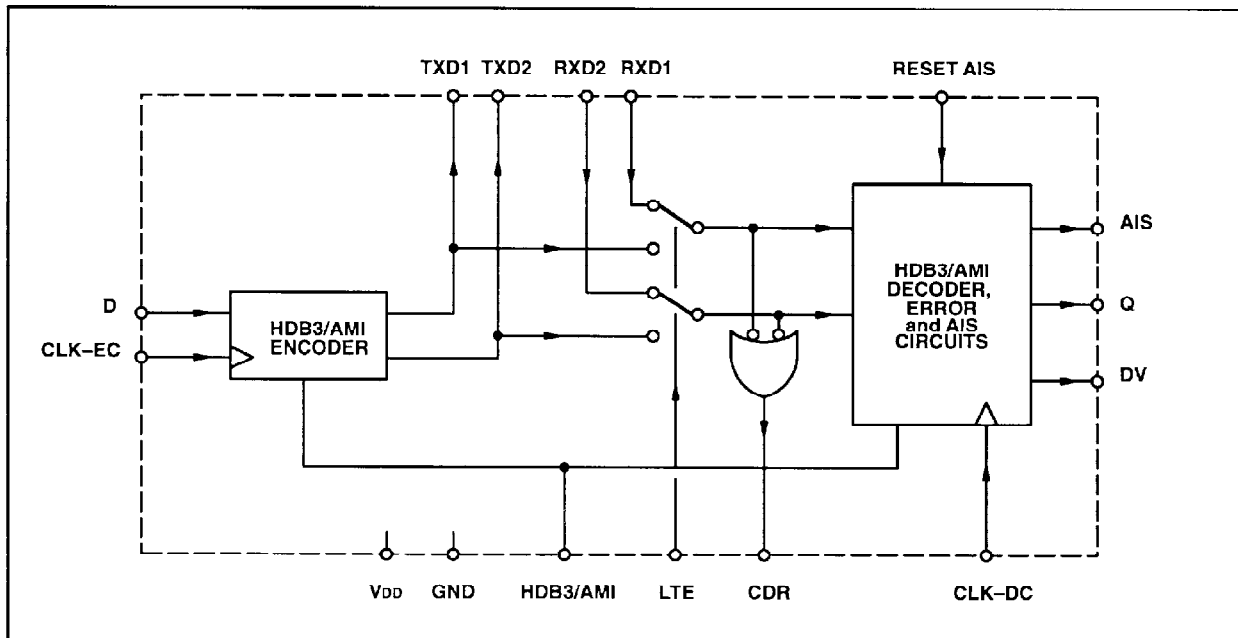 TXD1 TXD2 RXD2 RXD1 RESET AIS
AIS
HDB3/AMI
DECODER,
ERROR
and AIS
CIRCUITS
Q
DV
D
CLK–EC
HDB3/AMI
ENCODER
VDD GND HDB3/AMI LTE CDR CLK–DC